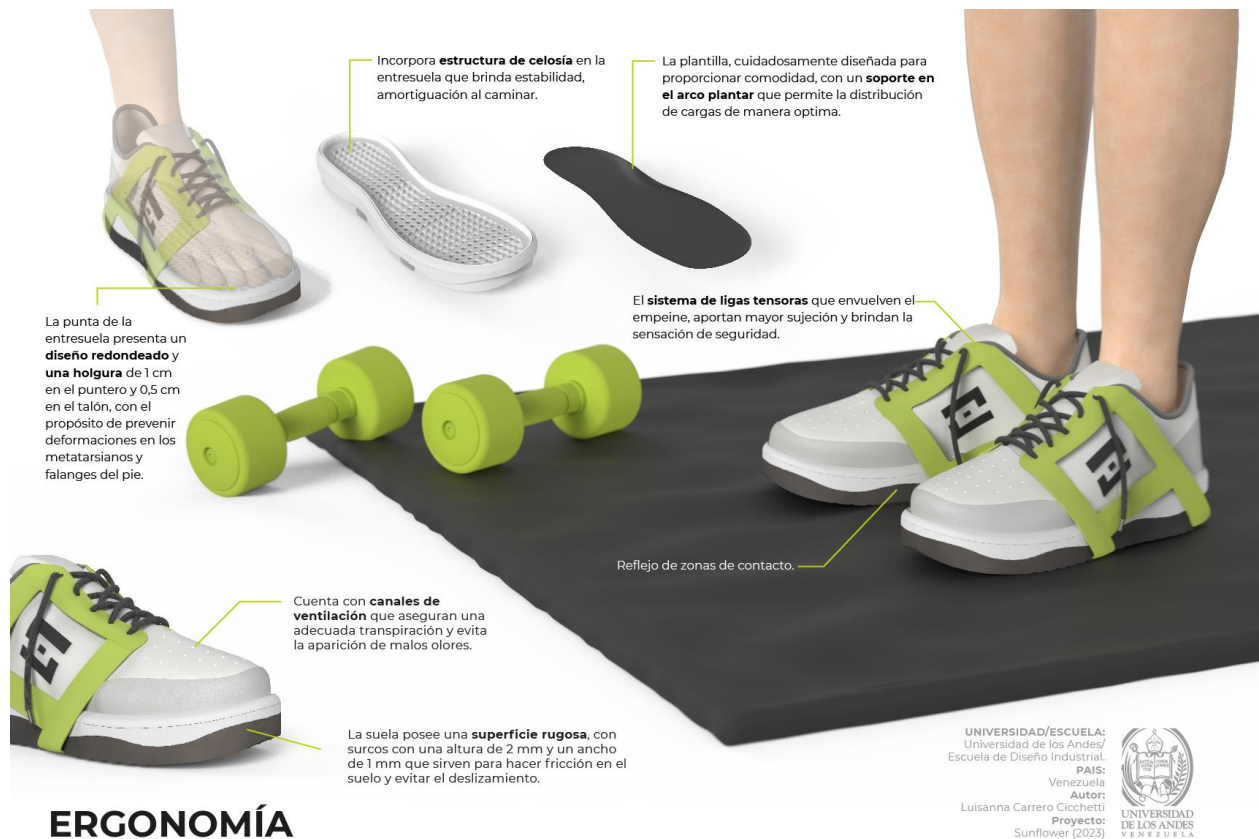 Incorpora estructura de celosía en la
entresuela que brinda estabilidad,
amortiguación al caminar.
La plantilla, cuidadosamente diseñada para
proporcionar comodidad, con un soporte en
el arco plantar que permite la distribución
de cargas de manera optima.
La punta de la
entresuela presenta un
diseño redondeado y
una holgura de 1 cm
en el puntero y 0,5 cm
en el talón, con el
propósito de prevenir
deformaciones en los
metatarsianos y
falanges del pie.
El sistema de ligas tensoras que envuelven el
empeine, aportan mayor sujeción y brindan la
sensación de seguridad.
Reflejo de zonas de contacto.
Cuenta con canales de
ventilación que aseguran una
adecuada transpiración y evita
la aparición de malos olores.
La suela posee una superficie rugosa, con
surcos con una altura de 2 mm y un ancho
de 1 mm que sirven para hacer fricción en el
suelo y evitar el deslizamiento.
ERGONOMÍA
UNIVERSIDAD/ESCUELA:
Universidad de los Andes/
Escuela de Diseño Industrial.
PAIS:
Venezuela
Autor:
Luisanna Carrero Cicchetti
Proyecto:
Sunflower (2023)
UNIVERSIDAD
DE LOS ANDES
VENEZUELA